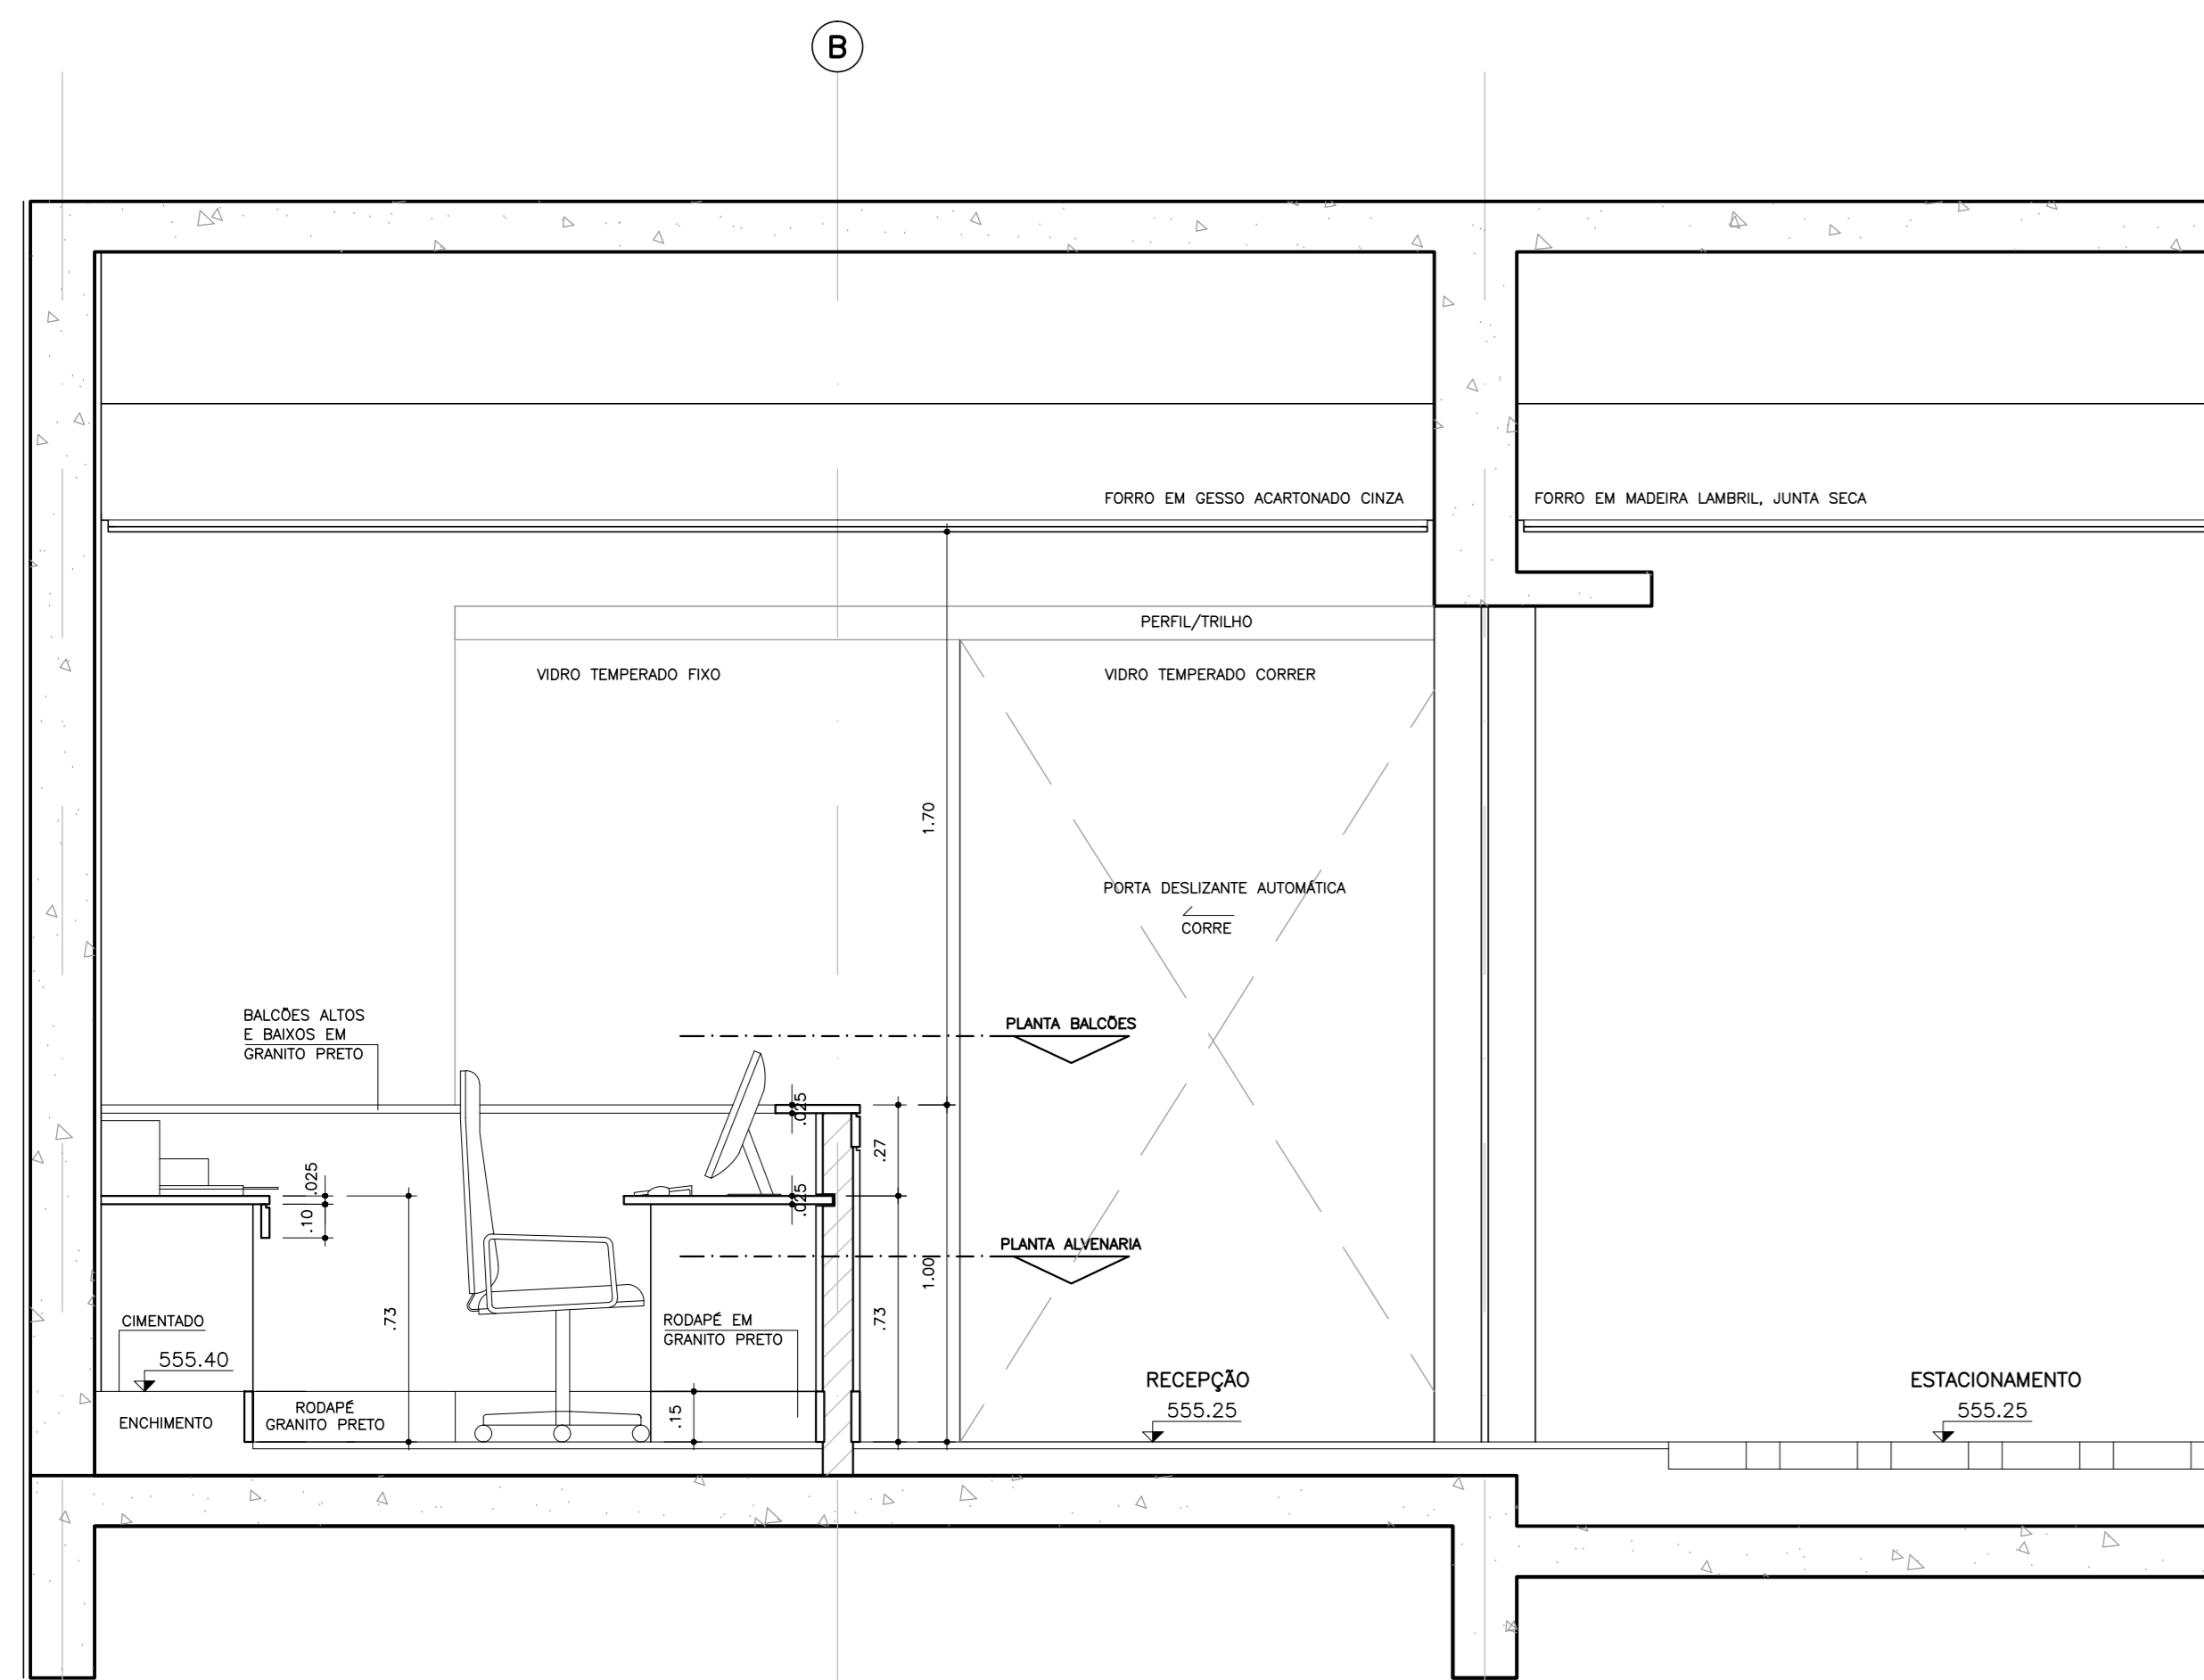 B
FORRO EM GESSO ACARTONADO CINZA
FORRO EM MADEIRA LAMBRIL, JUNTA SECA
PERFIL/TRILHO
VIDRO TEMPERADO FIXO
VIDRO TEMPERADO CORRER
1.70
PORTA DESLIZANTE AUTOMÁTICA
CORRE
BALCÕES ALTOS
E BAIXOS EM
GRANITO PRETO
PLANTA BALCÕES
.025
.27
.025
.10
.025
PLANTA ALVENARIA
1.00
.73
.73
CIMENTADO
555.40
RODAPÉ EM
GRANITO PRETO
ENCHIMENTO
RODAPÉ
GRANITO PRETO
.15
RECEPÇÃO
555.25
ESTACIONAMENTO
555.25